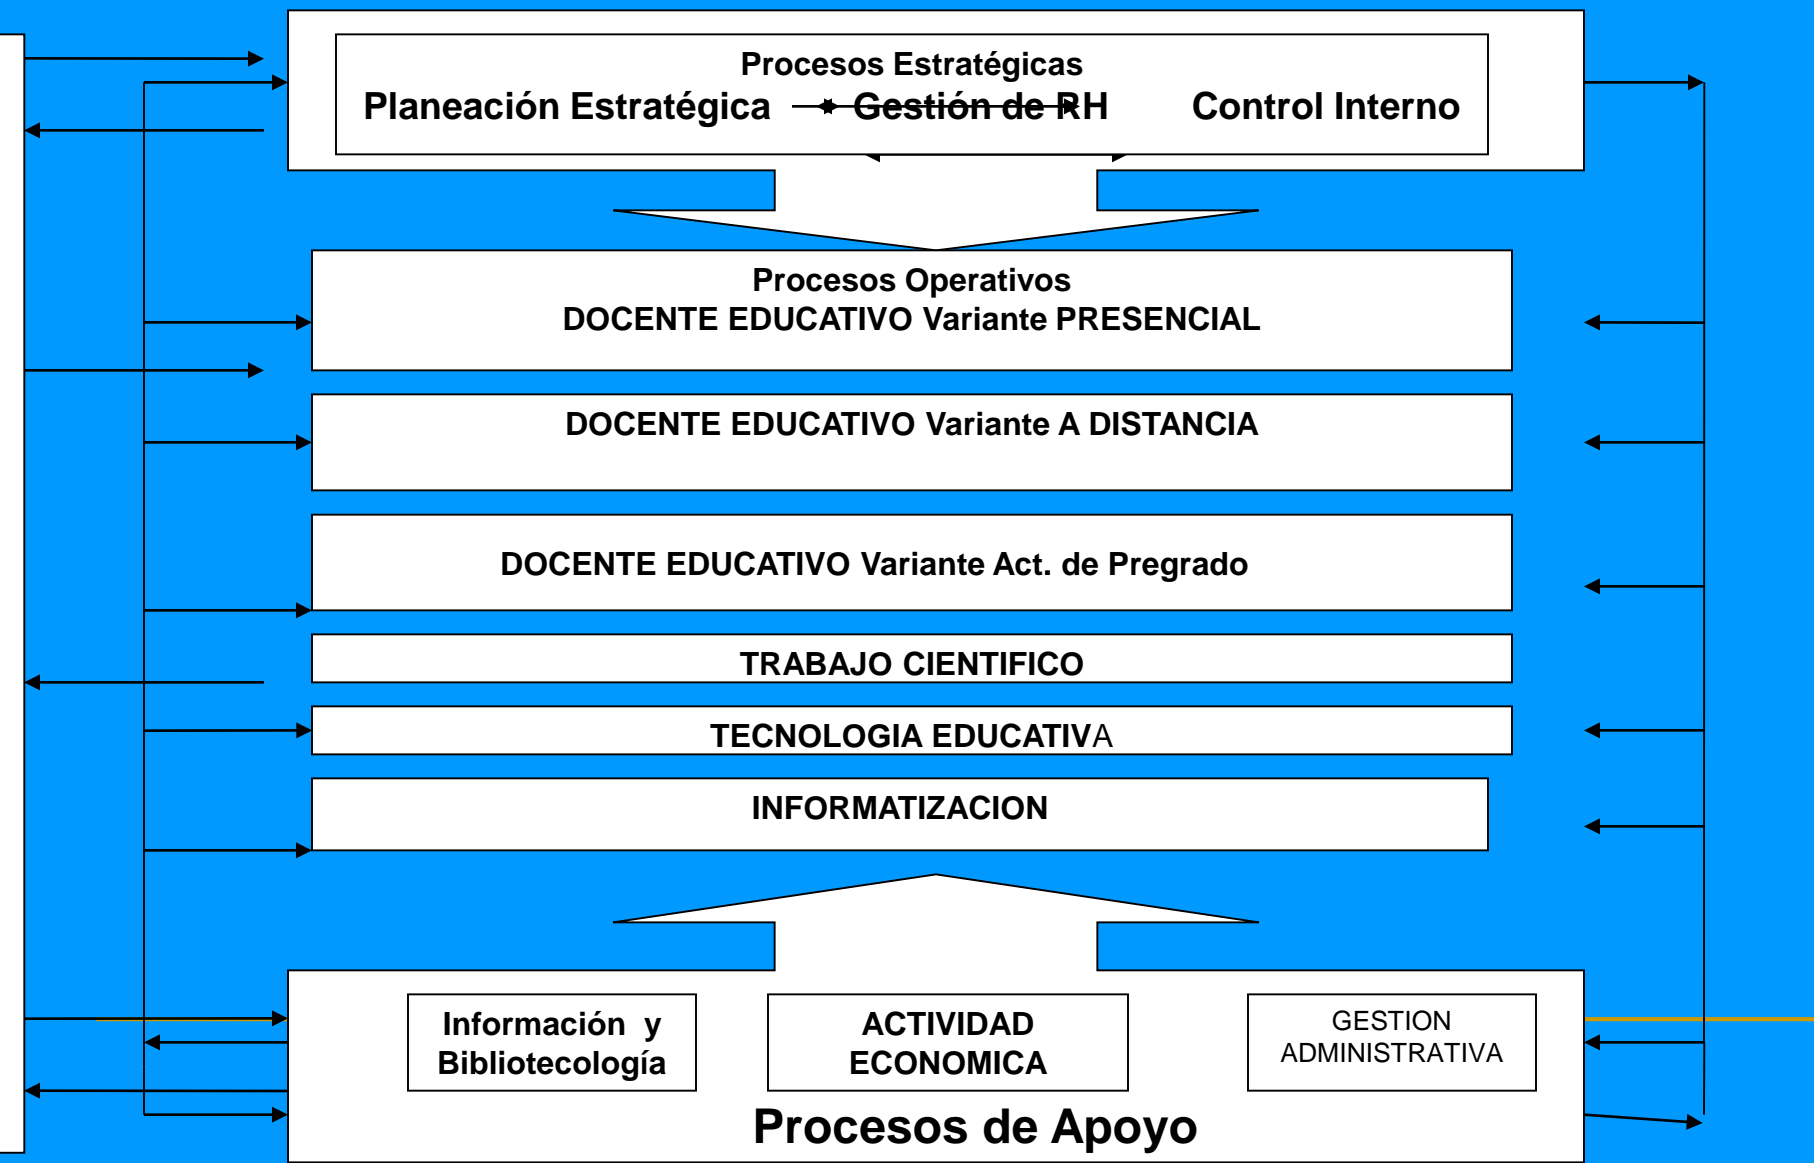 Procesos Estratégicas
Planeación Estratégica Gestión de RH Control Interno
Procesos Operativos
DOCENTE EDUCATIVO Variante PRESENCIAL
DOCENTE EDUCATIVO Variante A DISTANCIA
DOCENTE EDUCATIVO Variante Act. de Pregrado
TRABAJO CIENTIFICO
TECNOLOGIA EDUCATIVA
INFORMATIZACION
Información y
Bibliotecología
ACTIVIDAD
ECONOMICA
GESTION
ADMINISTRATIVA
Procesos de Apoyo